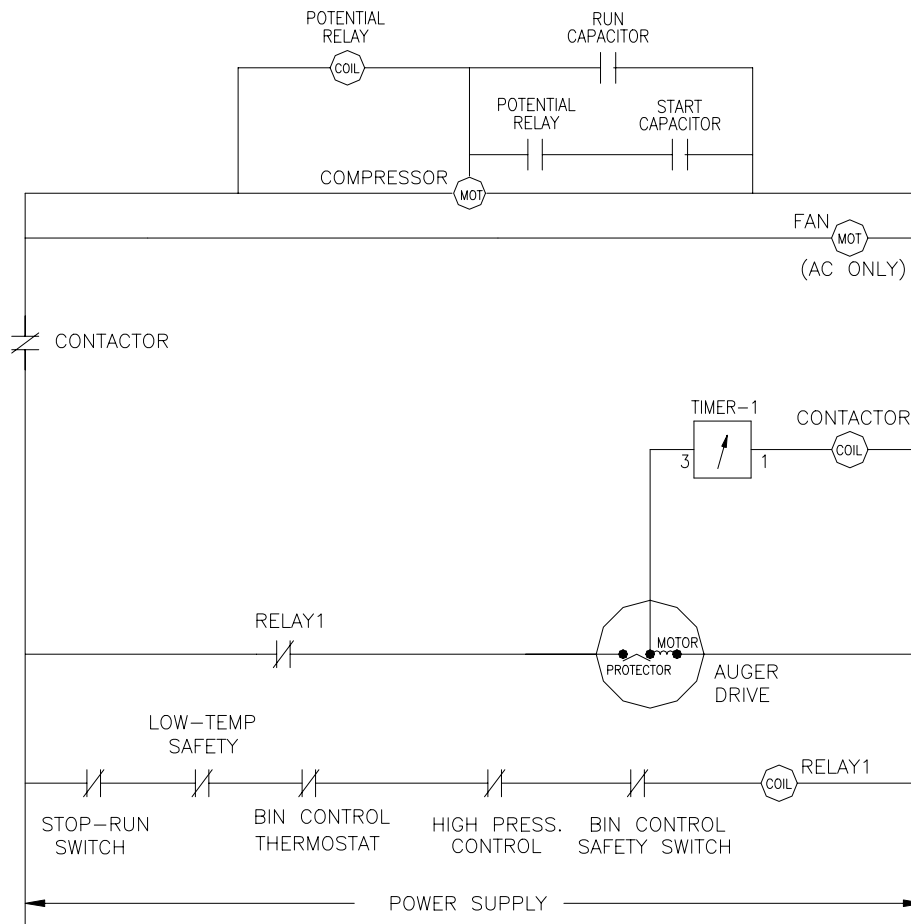 POTENTIAL
RELAY
COIL
RUN
CAPACITOR
POTENTIAL
RELAY
START
CAPACITOR
COMPRESSOR
MOT
FAN
MOT
(AC ONLY)
CONTACTOR
TIMER-1
3
1
CONTACTOR
COIL
RELAY1
MOTOR
PROTECTOR
AUGER
DRIVE
LOW-TEMP
SAFETY
RELAY1
COIL
STOP-RUN
SWITCH
BIN CONTROL
THERMOSTAT
HIGH PRESS.
CONTROL
BIN CONTROL
SAFETY SWITCH
POWER SUPPLY